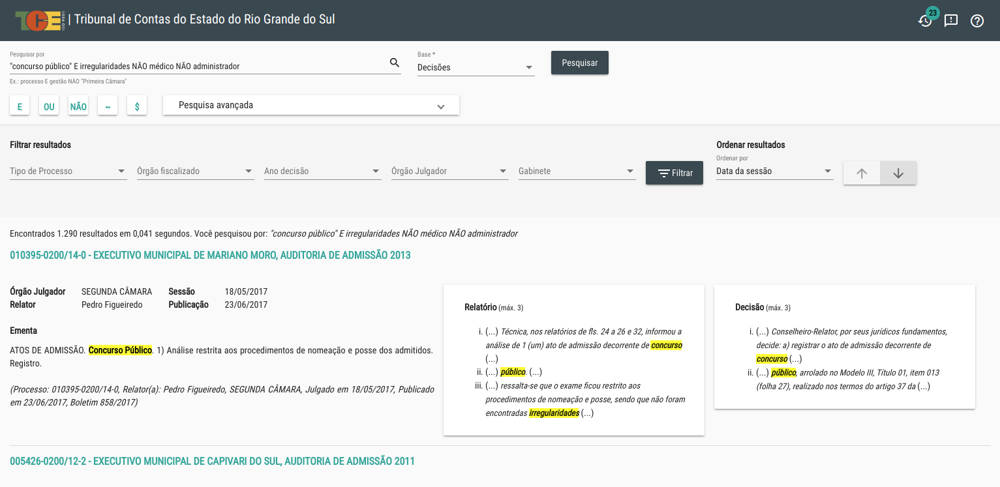 TCE ISO 9001 | Tribunal de Contas do Estado do Rio Grande do Sul
23
Pesquisar por
"concurso público" E irregularidades NÃO médico NÃO administrador
Ex.: processo E gestão NÃO "Primeira Câmara"
Base *
Decisões
Pesquisar
E
OU
NÃO
~
$
Pesquisa avançada
Filtrar resultados
Tipo de Processo
Órgão fiscalizado
Ano decisão
Órgão Julgador
Gabinete
Filtrar
Ordenar resultados
Ordenar por
Data da sessão
Encontrados 1.290 resultados em 0,041 segundos. Você pesquisou por: "concurso público" E irregularidades NÃO médico NÃO administrador
010395-0200/14-0 - EXECUTIVO MUNICIPAL DE MARIANO MORO, AUDITORIA DE ADMISSÃO 2013
Órgão Julgador SEGUNDA CÂMARA Sessão 18/05/2017
Relator Pedro Figueiredo Publicação 23/06/2017
Ementa
ATOS DE ADMISSÃO. Concurso Público. 1) Análise restrita aos procedimentos de nomeação e posse dos admitidos.
Registro.
(Processo: 010395-0200/14-0, Relator(a): Pedro Figueiredo, SEGUNDA CÂMARA, Julgado em 18/05/2017, Publicado
em 23/06/2017, Boletim 858/2017)
Relatório (máx. 3)
i. (...) Técnica, nos relatórios de fls. 24 a 26 e 32, informou a
análise de 1 (um) ato de admissão decorrente de concurso
(...)
ii. (...) público. (...)
iii. (...) ressalta-se que o exame ficou restrito aos
procedimentos de nomeação e posse, sendo que não foram
encontradas irregularidades (...)
Decisão (máx. 3)
i. (...) Conselheiro-Relator, por seus jurídicos fundamentos,
decide: a) registrar o ato de admissão decorrente de
concurso (...)
ii. (...) público, arrolado no Modelo III, Título 01, item 013
(folha 27), realizado nos termos do artigo 37 da (...)
005426-0200/12-2 - EXECUTIVO MUNICIPAL DE CAPIVARI DO SUL, AUDITORIA DE ADMISSÃO 2011